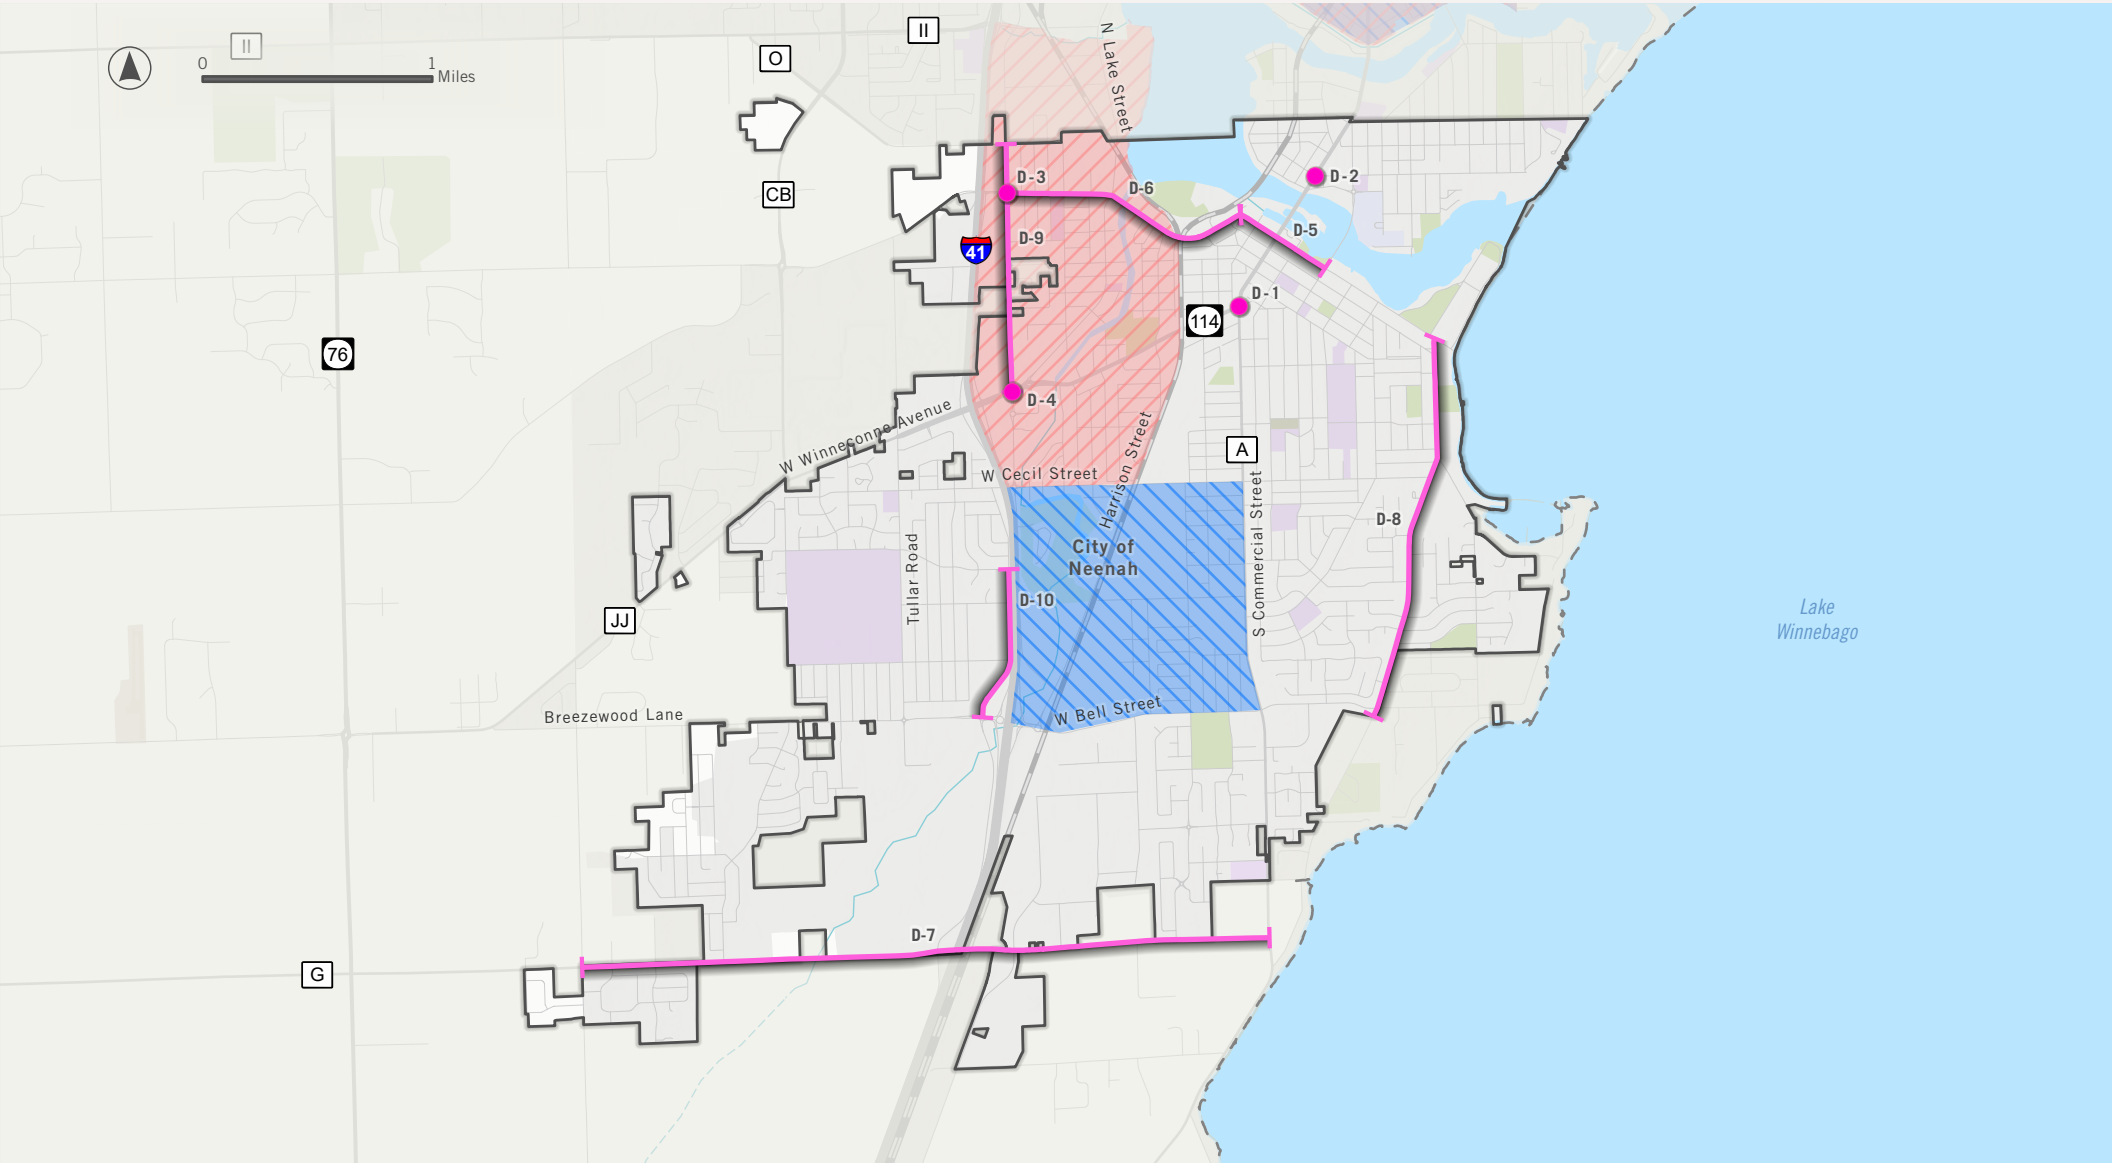 II
II
0
1
Miles
O
N Lake Street
CB
D-3
D-6
D-2
D-9
D-5
41
D-1
114
76
D-4
W Winneconne Avenue
A
W Cecil Street
Harrison Street
S Commercial Street
D-8
City of
Neenah
Tullar Road
D-10
JJ
Lake
Winnebago
Breezewood Lane
W Bell Street
D-7
G